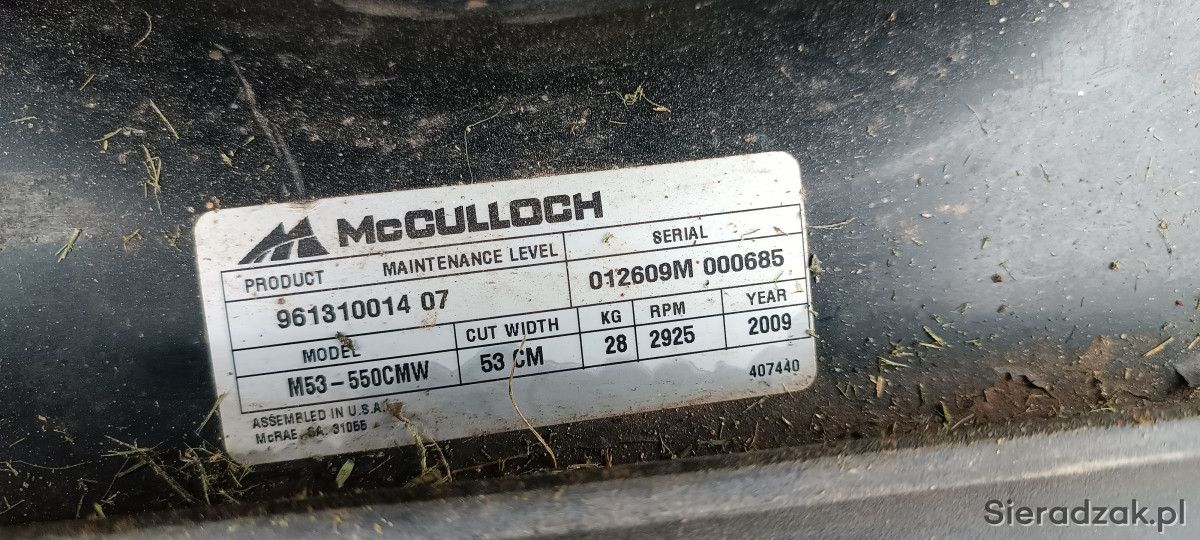 McCULLOCH
PRODUCT MAINTENANCE LEVEL SERIAL
961310014 07 012609M 000685
MODEL CUT WIDTH KG RPM YEAR
M53-550CMW 53 CM 28 2925 2009
407440
ASSEMBLED IN U.S.A.
McRAE, GA. 31055
Sieradzak.pl